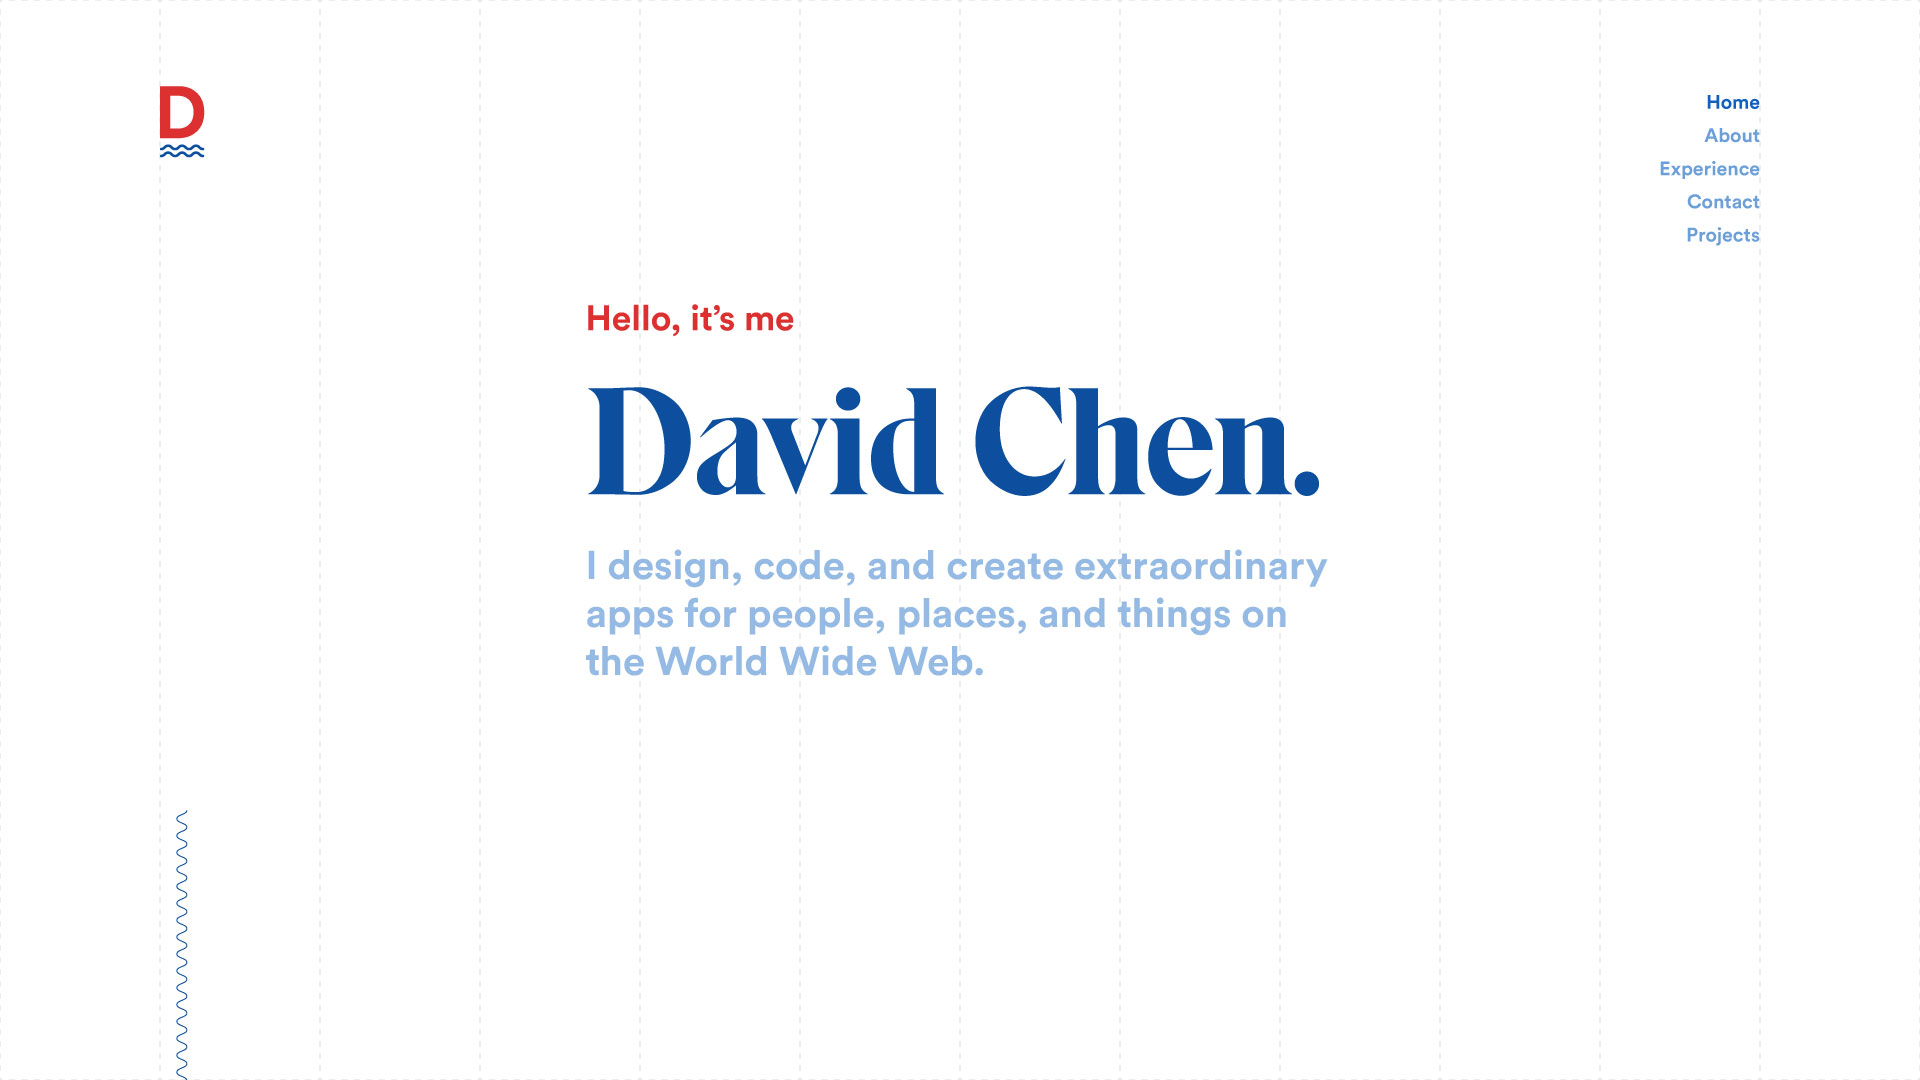 D
Home
About
Experience
Contact
Projects
Hello, it’s me
David Chen.
I design, code, and create extraordinary
apps for people, places, and things on
the World Wide Web.